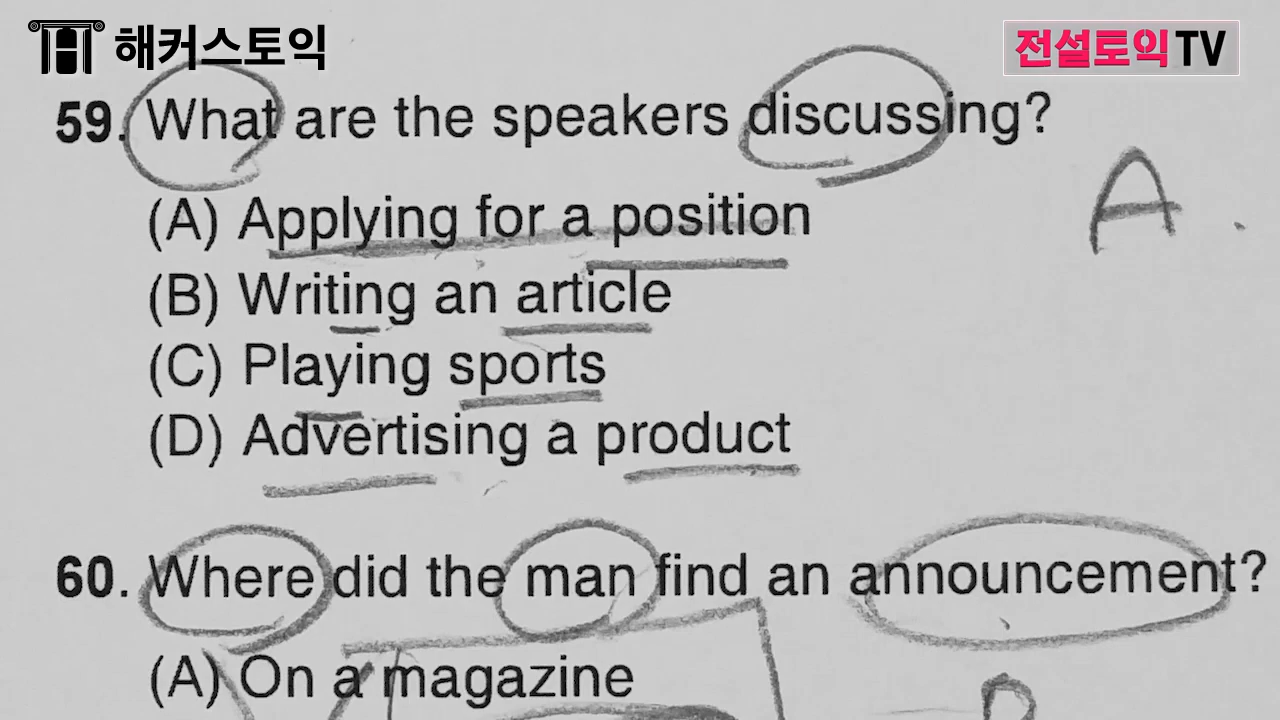 해커스토익
전설토익TV
59. What are the speakers discussing?
A.
(A) Applying for a position
(B) Writing an article
(C) Playing sports
(D) Advertising a product
60. Where did the man find an announcement?
(A) On a magazine